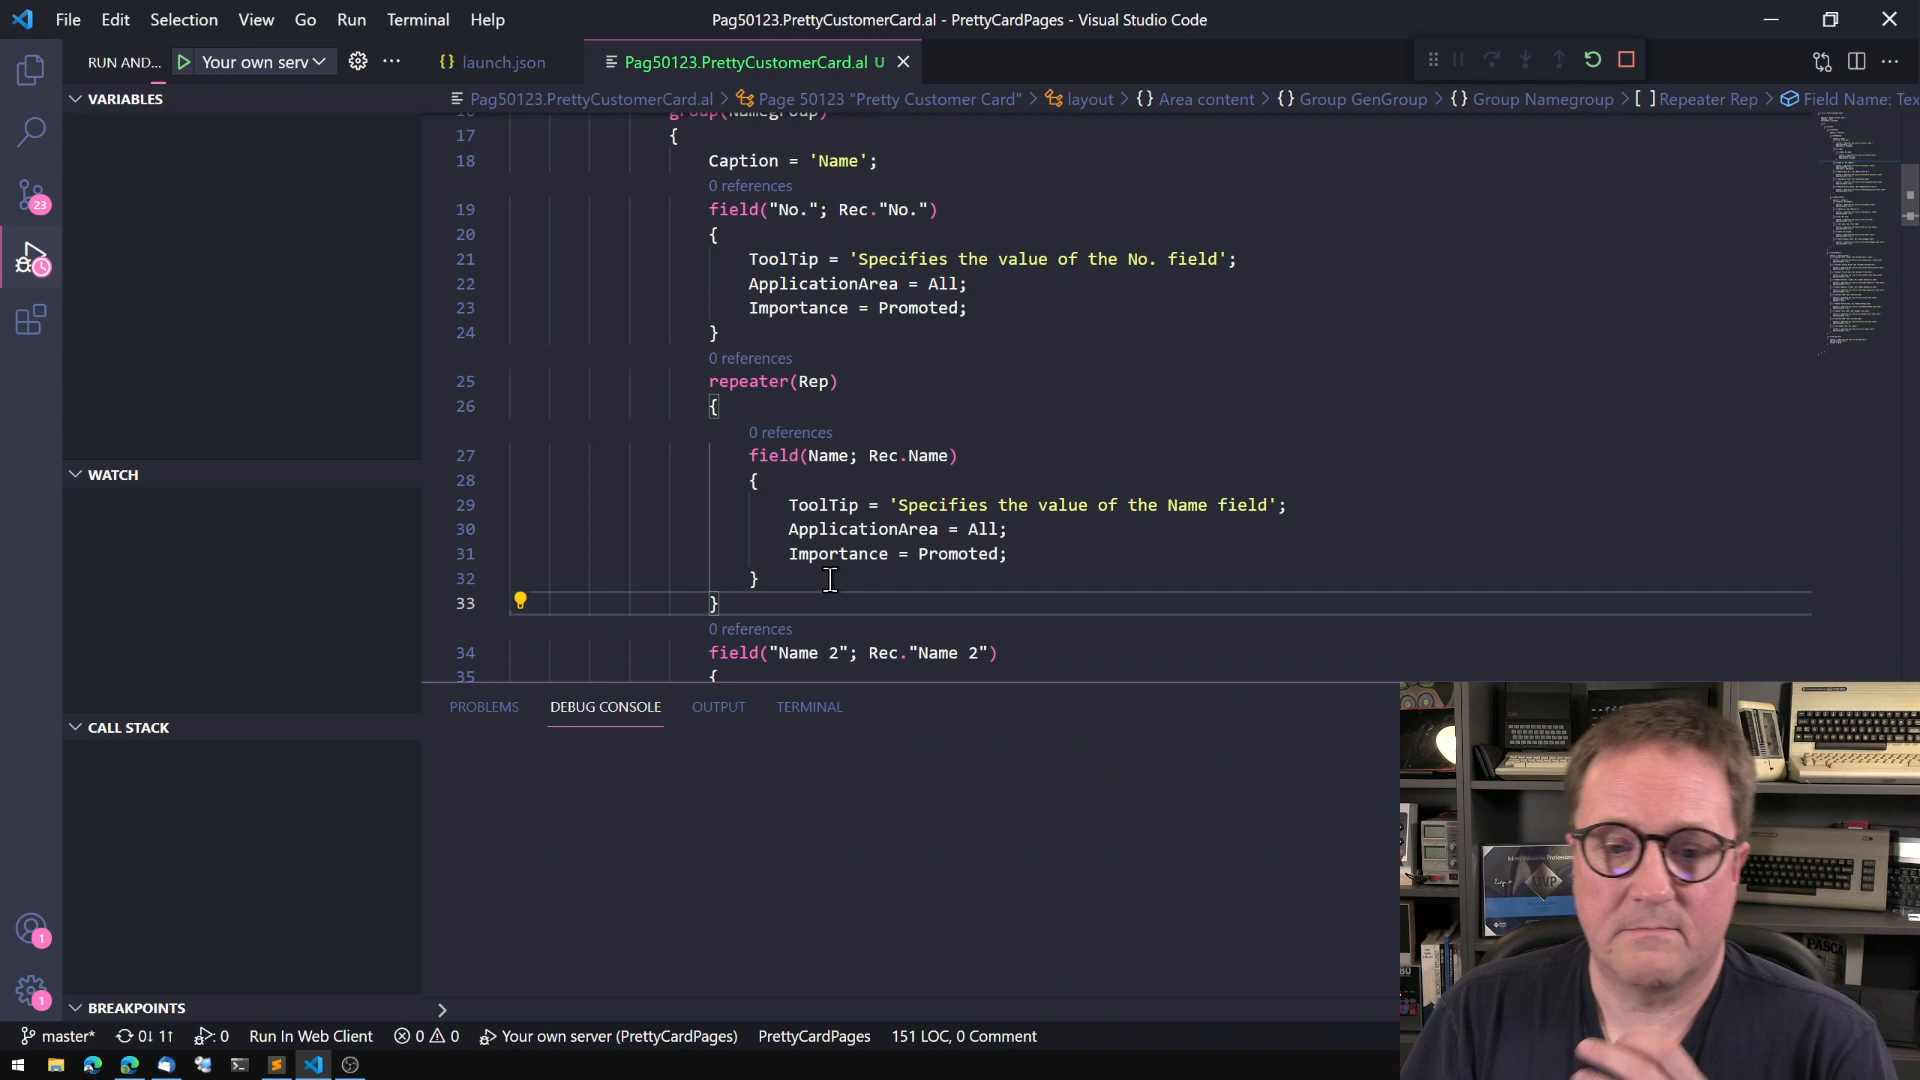 File Edit Selection View Go Run Terminal Help
Pag50123.PrettyCustomerCard.al - PrettyCardPages - Visual Studio Code
RUN AND... Your own serv
launch.json
Pag50123.PrettyCustomerCard.al U
Pag50123.PrettyCustomerCard.al > Page 50123 "Pretty Customer Card" > layout > {} Area content > {} Group GenGroup > {} Group Namegroup > [ ] Repeater Rep > Field Name: Tex
VARIABLES
WATCH
CALL STACK
BREAKPOINTS
23
1
1
16 group(Namegroup)
17 {
18 Caption = 'Name';
0 references
19 field("No."; Rec."No.")
20 {
21 ToolTip = 'Specifies the value of the No. field';
22 ApplicationArea = All;
23 Importance = Promoted;
24 }
0 references
25 repeater(Rep)
26 {
0 references
27 field(Name; Rec.Name)
28 {
29 ToolTip = 'Specifies the value of the Name field';
30 ApplicationArea = All;
31 Importance = Promoted;
32 }
33 }
0 references
34 field("Name 2"; Rec."Name 2")
35 {
PROBLEMS DEBUG CONSOLE OUTPUT TERMINAL
MVP
PASCAL
master* 0↓ 1↑ : 0 Run In Web Client 0 0 Your own server (PrettyCardPages) PrettyCardPages 151 LOC, 0 Comment